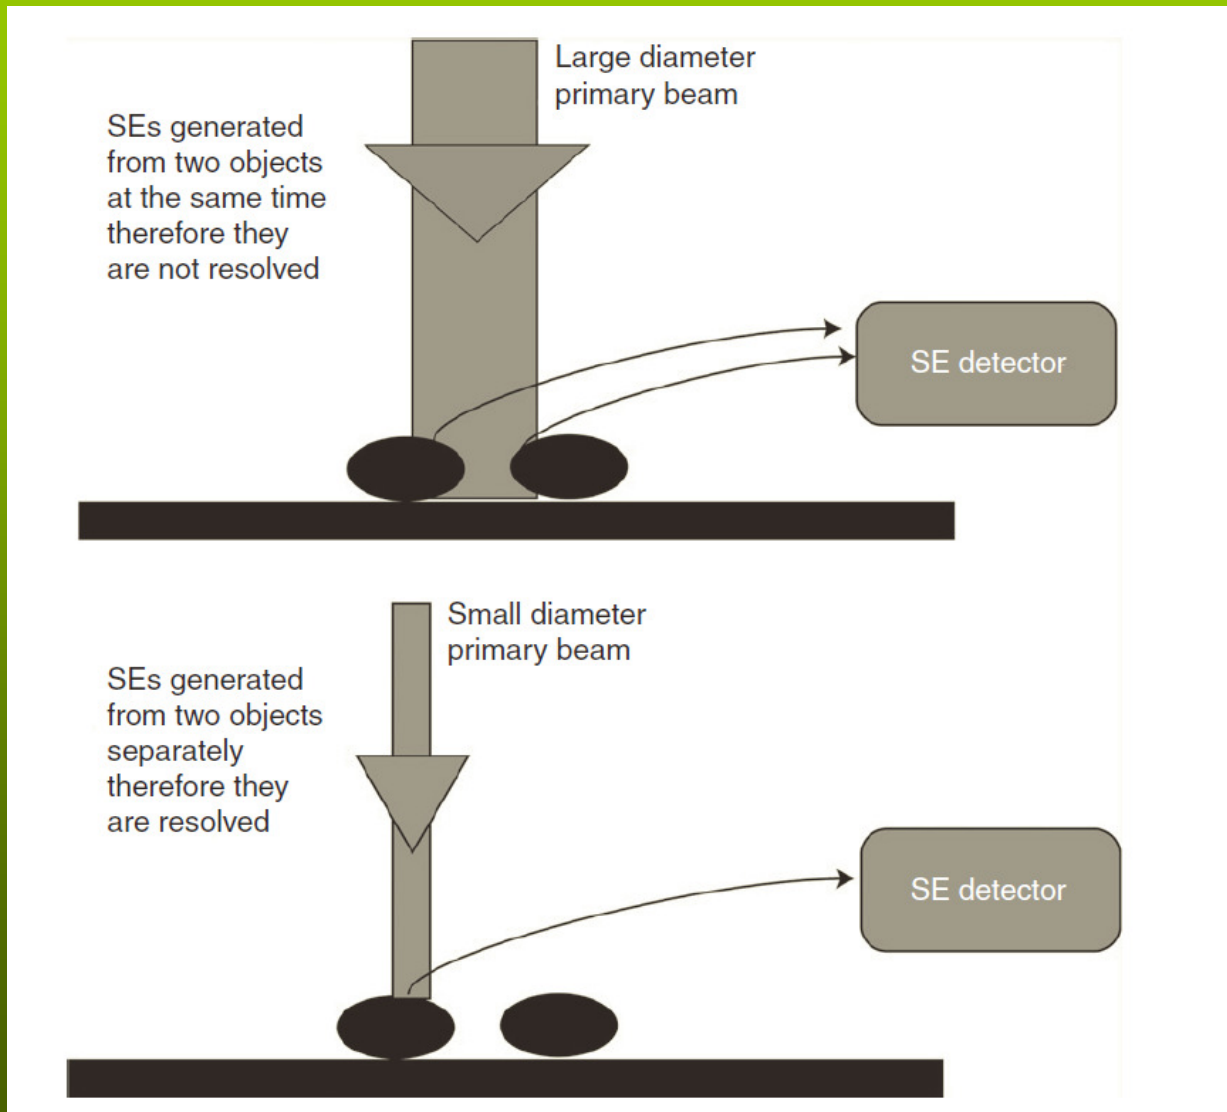 Large diameter
primary beam
SEs generated
from two objects
at the same time
therefore they
are not resolved
SE detector
Small diameter
primary beam
SEs generated
from two objects
separately
therefore they
are resolved
SE detector